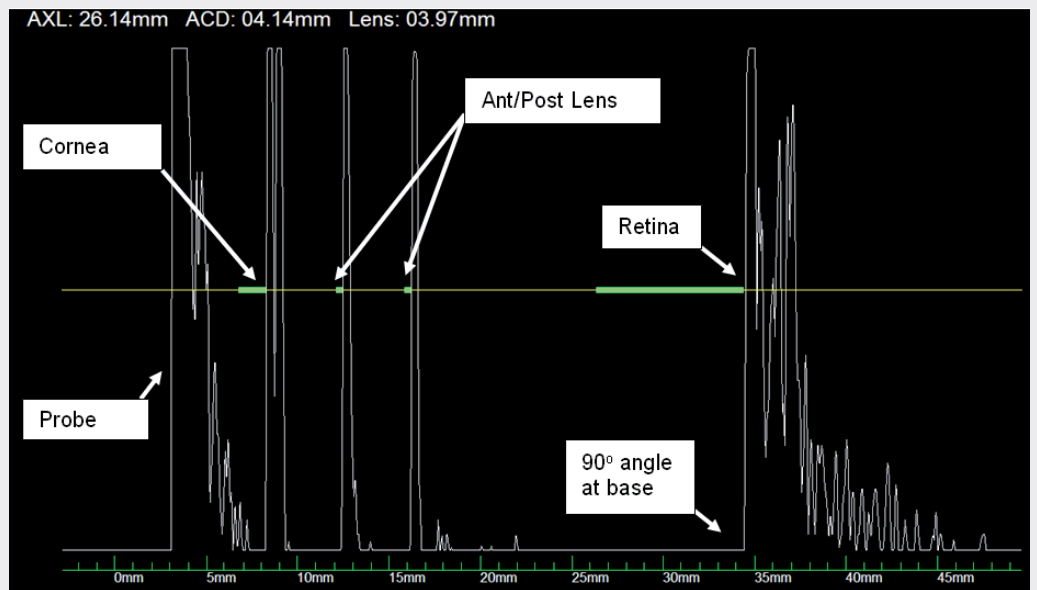 AXL: 26.14mm ACD: 04.14mm Lens: 03.97mm
Ant/Post Lens
Cornea
Retina
Probe
90° angle
at base
0mm 5mm 10mm 15mm 20mm 25mm 30mm 35mm 40mm 45mm